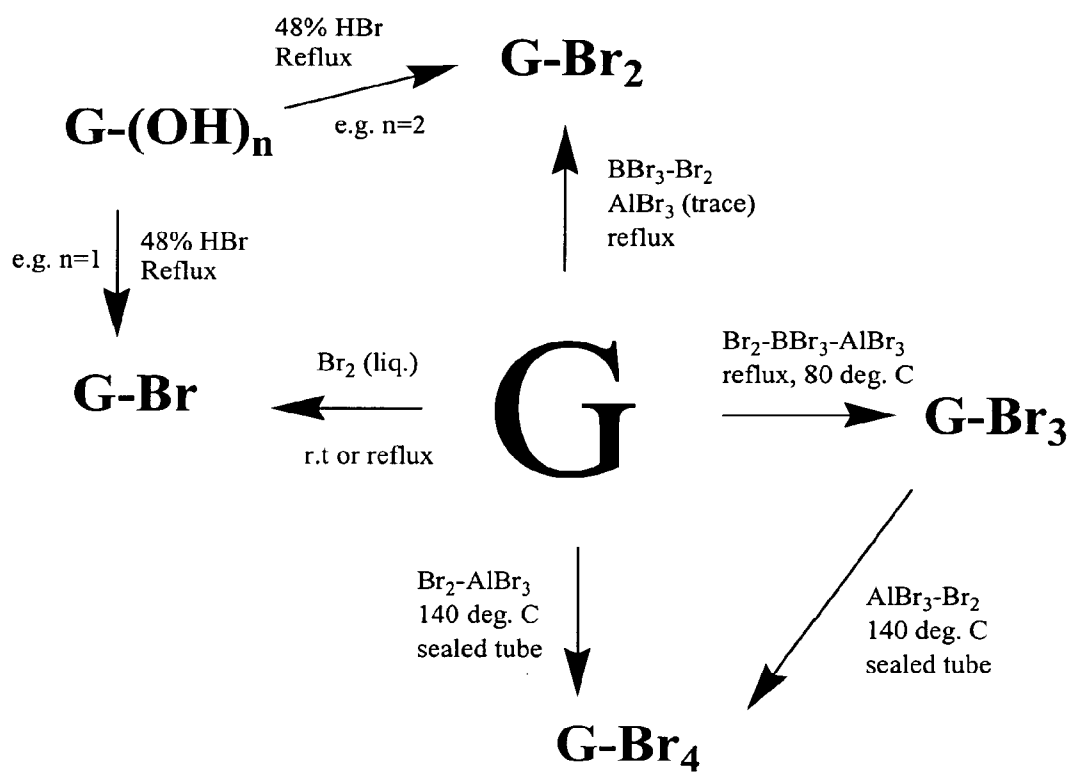 48% HBr
Reflux
G-Br₂
G-(OH)ₙ
e.g. n=2
BBr₃-Br₂
AlBr₃ (trace)
reflux
e.g. n=1
48% HBr
Reflux
G-Br
Br₂ (liq.)
r.t or reflux
G
Br₂-BBr₃-AlBr₃
reflux, 80 deg. C
G-Br₃
Br₂-AlBr₃
140 deg. C
sealed tube
AlBr₃-Br₂
140 deg. C
sealed tube
G-Br₄